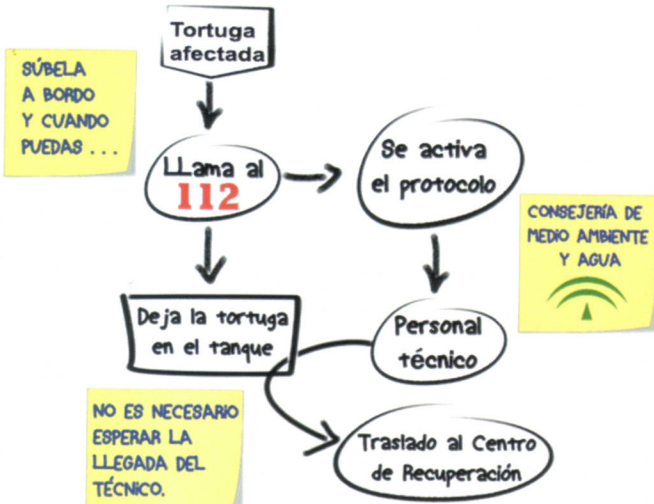 Tortuga
afectada
SÚBELA
A BORDO
Y CUANDO
PUEDAS ...
LLama al
112
Se activa
el protocolo
CONSEJERÍA DE
MEDIO AMBIENTE
Y AGUA
Deja la tortuga
en el tanque
Personal
técnico
NO ES NECESARIO
ESPERAR LA
LLEGADA DEL
TÉCNICO.
Traslado al Centro
de Recuperación